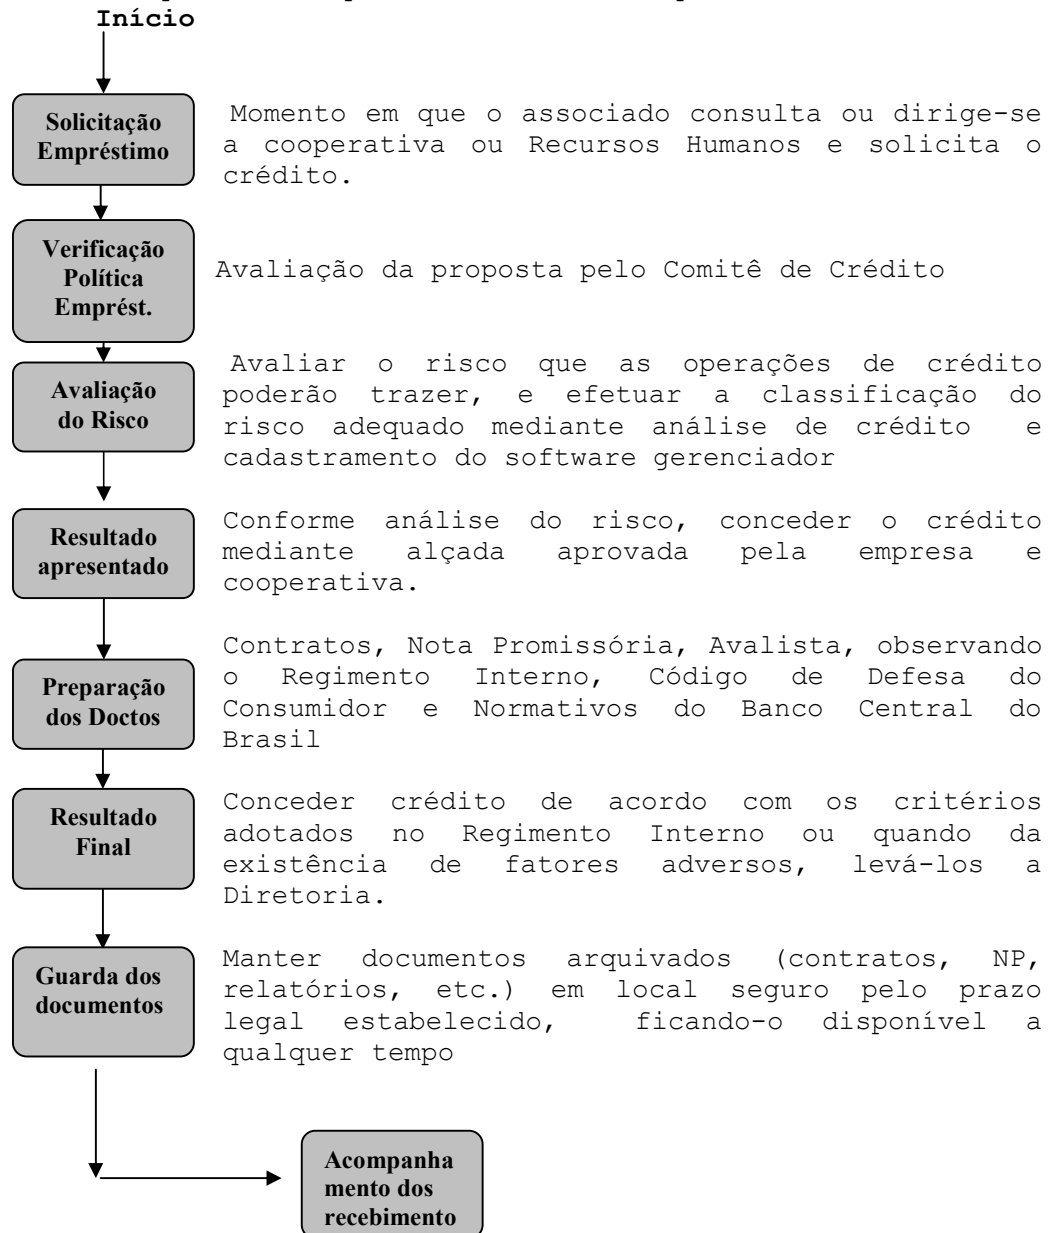 Início
Solicitação
Empréstimo
Momento em que o associado consulta ou dirige-se
a cooperativa ou Recursos Humanos e solicita o
crédito.
Verificação
Política
Emprést.
Avaliação da proposta pelo Comitê de Crédito
Avaliação
do Risco
Avaliar o risco que as operações de crédito
poderão trazer, e efetuar a classificação do
risco adequado mediante análise de crédito e
cadastramento do software gerenciador
Resultado
apresentado
Conforme análise do risco, conceder o crédito
mediante alçada aprovada pela empresa e
cooperativa.
Preparação
dos Doctos
Contratos, Nota Promissória, Avalista, observando
o Regimento Interno, Código de Defesa do
Consumidor e Normativos do Banco Central do
Brasil
Resultado
Final
Conceder crédito de acordo com os critérios
adotados no Regimento Interno ou quando da
existência de fatores adversos, levá-los a
Diretoria.
Guarda dos
documentos
Manter documentos arquivados (contratos, NP,
relatórios, etc.) em local seguro pelo prazo
legal estabelecido, ficando-o disponível a
qualquer tempo
Acompanha
mento dos
recebimento